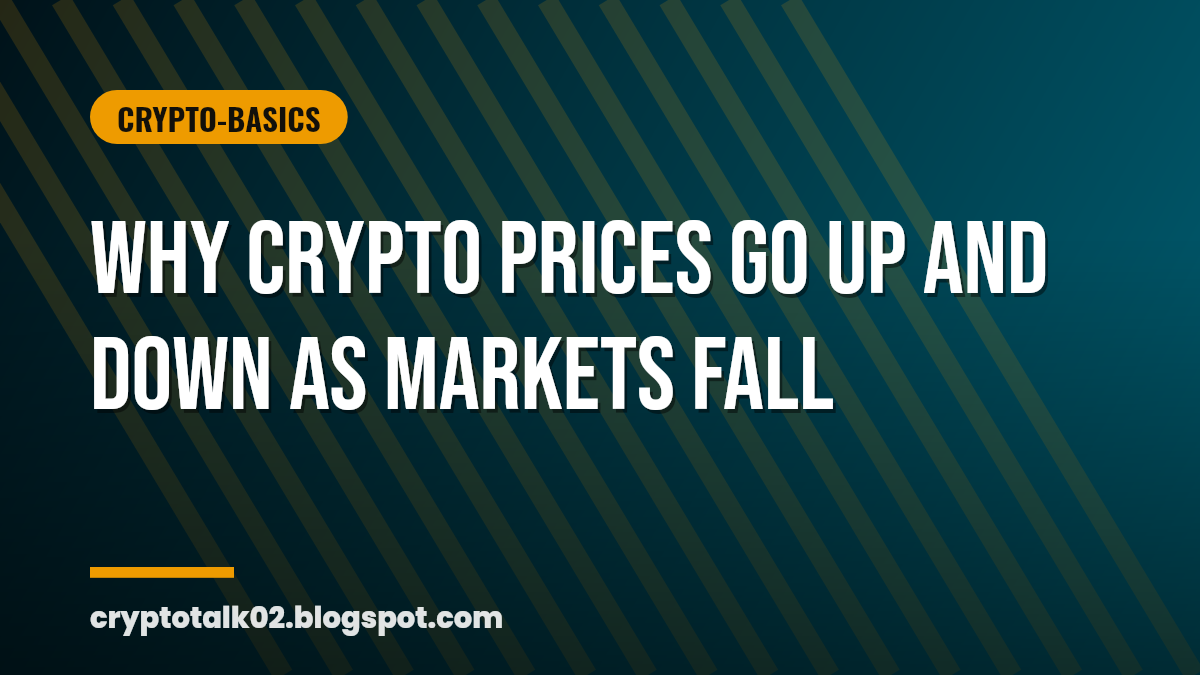 CRYPTO-BASICS
WHY CRYPTO PRICES GO UP AND
DOWN AS MARKETS FALL
cryptotalk02.blogspot.com